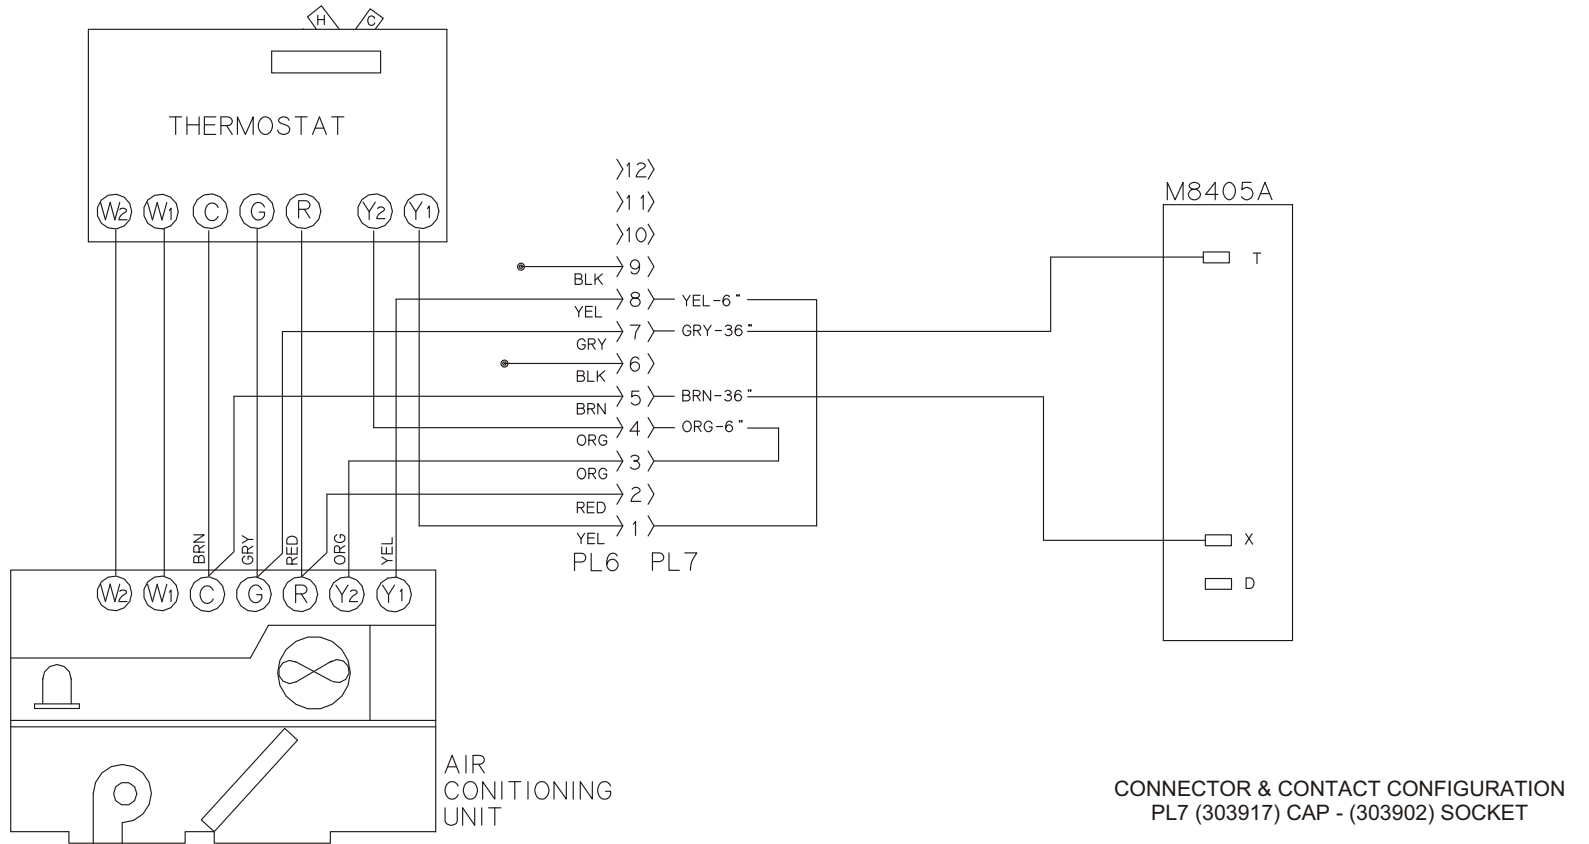 H C
THERMOSTAT
W2 W1 C G R Y2 Y1
12
11
10
9
BLK
8 YEL-6"
YEL
7 GRY-36"
GRY
6
BLK
5 BRN-36"
BRN
4 ORG-6"
ORG
3
ORG
2
RED
1
YEL
PL6 PL7
M8405A
T
X
D
BRN GRY RED ORG YEL
W2 W1 C G R Y2 Y1
AIR
CONITIONING
UNIT
CONNECTOR & CONTACT CONFIGURATION
PL7 (303917) CAP - (303902) SOCKET